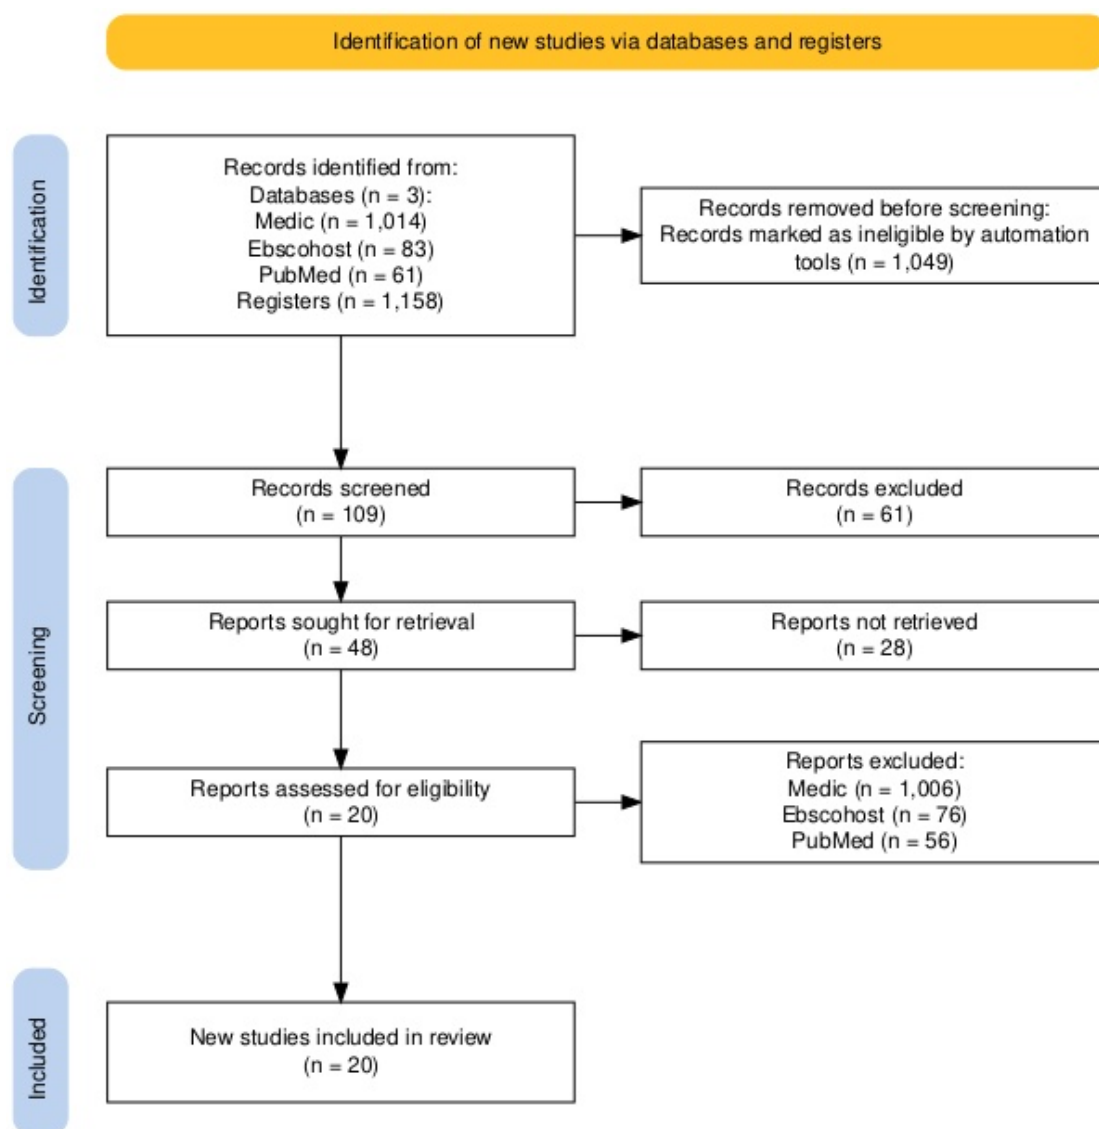 Identification of new studies via databases and registers
Identification
Records identified from:
Databases (n = 3):
Medic (n = 1,014)
Ebscohost (n = 83)
PubMed (n = 61)
Registers (n = 1,158)
Records removed before screening:
Records marked as ineligible by automation
tools (n = 1,049)
Screening
Records screened
(n = 109)
Records excluded
(n = 61)
Reports sought for retrieval
(n = 48)
Reports not retrieved
(n = 28)
Reports assessed for eligibility
(n = 20)
Reports excluded:
Medic (n = 1,006)
Ebscohost (n = 76)
PubMed (n = 56)
Included
New studies included in review
(n = 20)